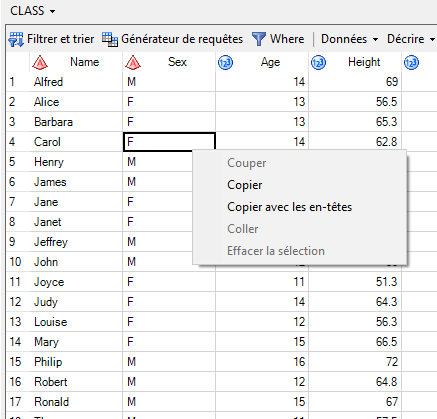 CLASS
Filtrer et trier Générateur de requêtes Where Données Décrire
Name Sex Age Height
1 Alfred M 14 69
2 Alice F 13 56.5
3 Barbara F 13 65.3
4 Carol F 14 62.8
5 Henry M
6 James M
7 Jane F
8 Janet F
9 Jeffrey M
10 John M
Couper
Copier
Copier avec les en-têtes
Coller
Effacer la sélection
11 Joyce F 11 51.3
12 Judy F 14 64.3
13 Louise F 12 56.3
14 Mary F 15 66.5
15 Philip M 16 72
16 Robert M 12 64.8
17 Ronald M 15 67